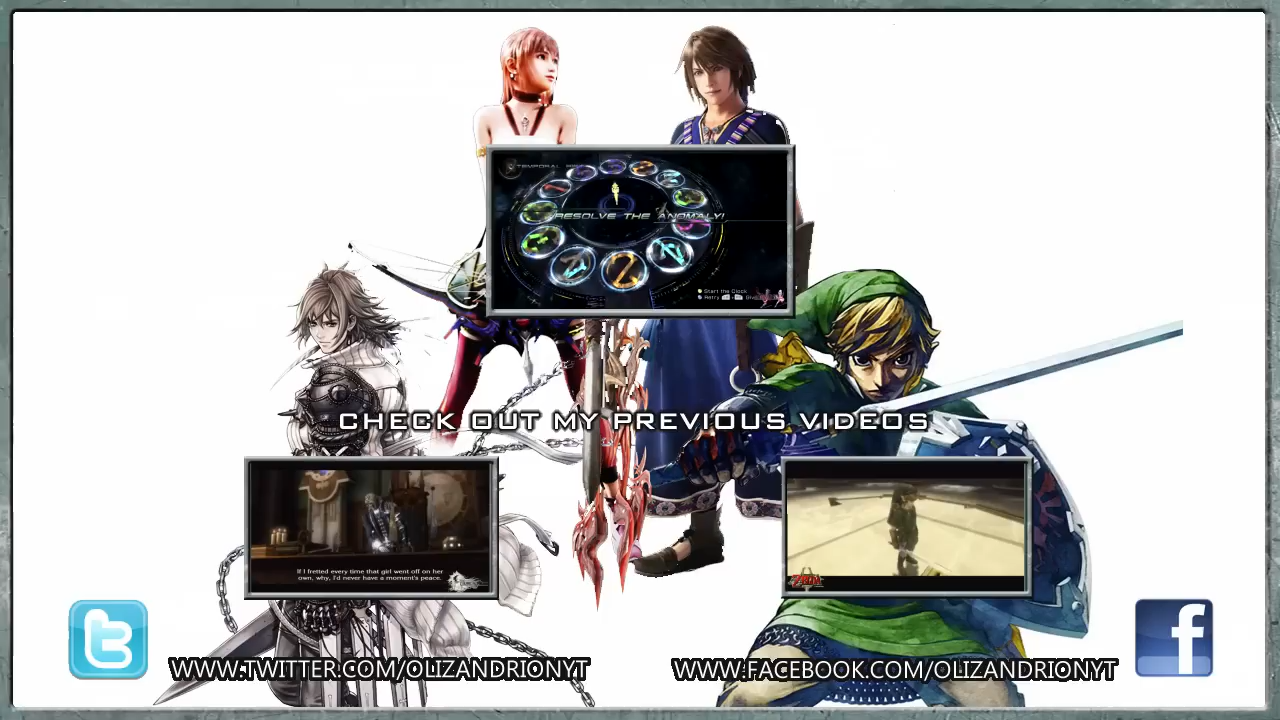 RESOLVE THE ANOMALY!
Start the Clock
Retry
CHECK OUT MY PREVIOUS VIDEOS
If I fretted every time that girl went off on her
own, why, I'd never have a moment's peace.
WWW.TWITTER.COM/OLIZANDRIONYT
WWW.FACEBOOK.COM/OLIZANDRIONYT